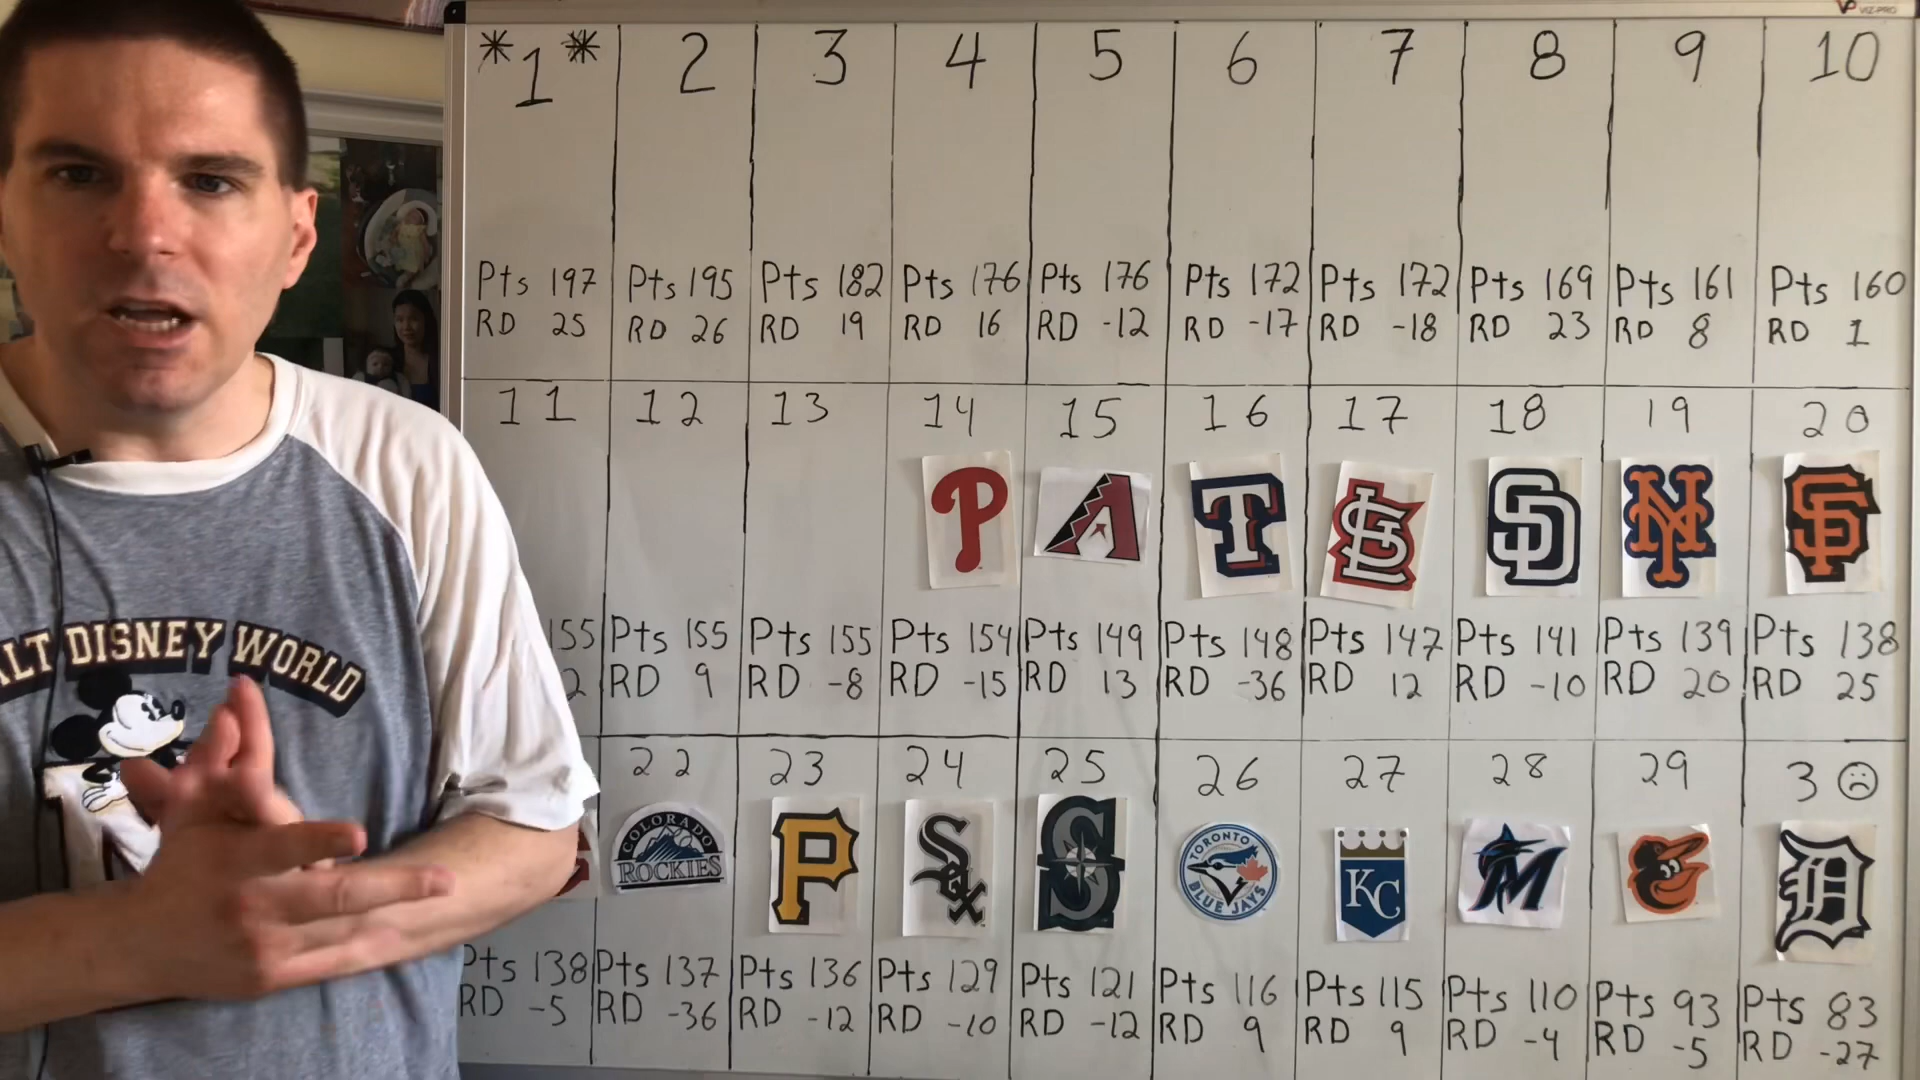 VIZ-PRO
*1* 2 3 4 5 6 7 8 9 10
Pts 197 Pts 195 Pts 182 Pts 176 Pts 176 Pts 172 Pts 172 Pts 169 Pts 161 Pts 160
RD 25 RD 26 RD 19 RD 16 RD -12 RD -17 RD -18 RD 23 RD 8 RD 1
11 12 13 14 15 16 17 18 19 20
P A T STL SD NY SF
155 Pts 155 Pts 155 Pts 154 Pts 149 Pts 148 Pts 147 Pts 141 Pts 139 Pts 138
2 RD 9 RD -8 RD -15 RD 13 RD -36 RD 12 RD -10 RD 20 RD 25
22 23 24 25 26 27 28 29 3
COLORADO
ROCKIES
P Sox S
TORONTO
BLUE JAYS
KC M D
Pts 138 Pts 137 Pts 136 Pts 129 Pts 121 Pts 116 Pts 115 Pts 110 Pts 93 Pts 83
RD -5 RD -36 RD -12 RD -10 RD -12 RD 9 RD 9 RD -4 RD -5 RD -27
ALT DISNEY WORLD